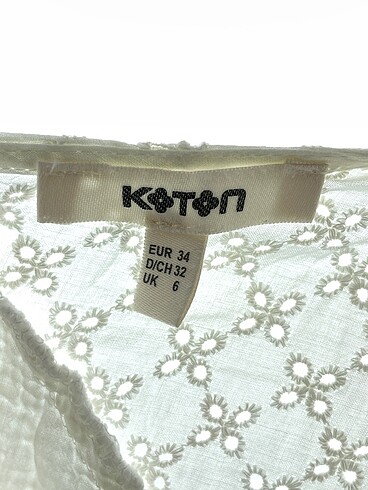 KOTON
EUR 34
D/CH 32
UK 6